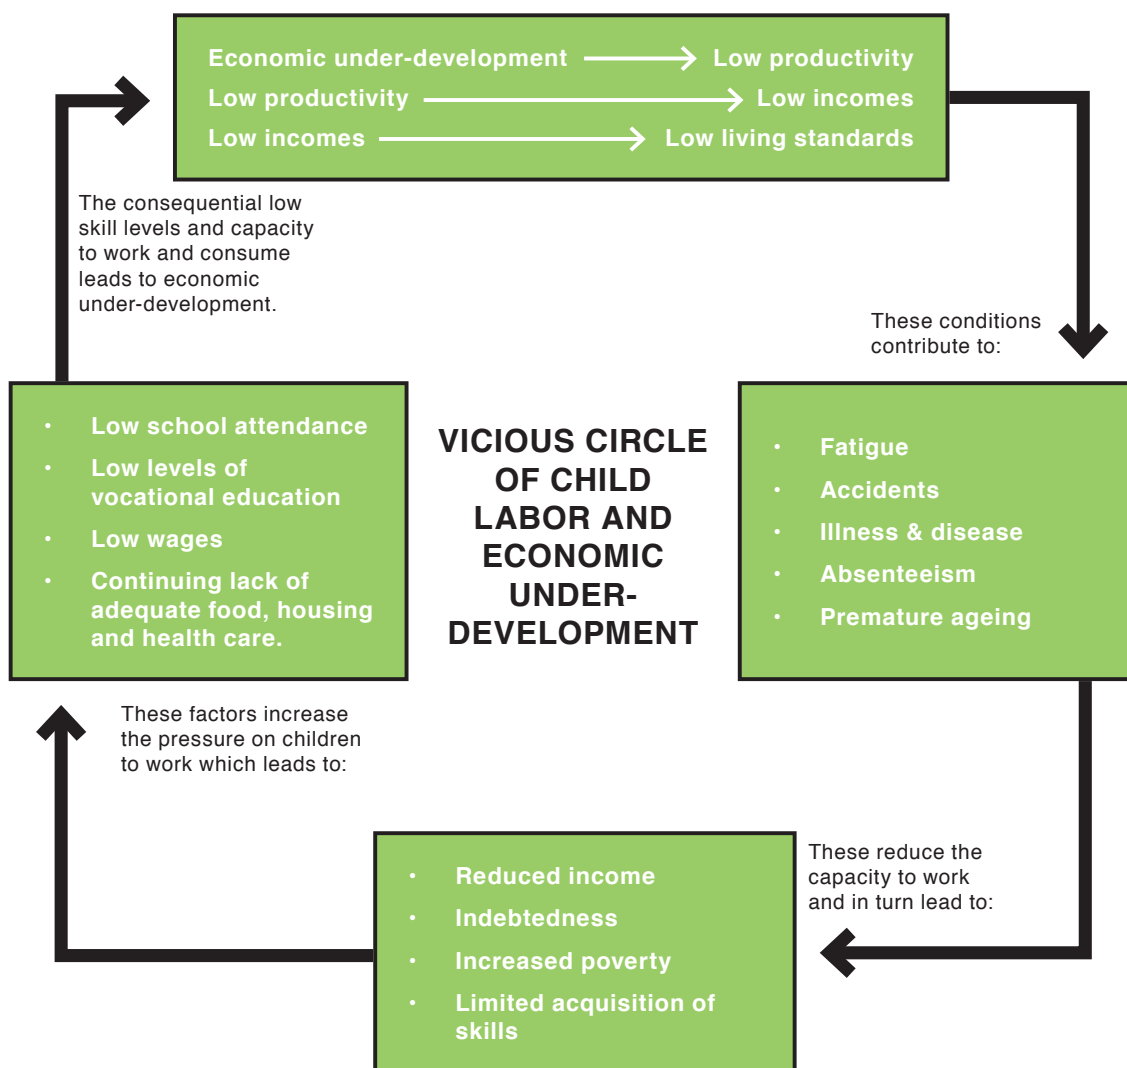 Economic under-development → Low productivity
Low productivity → Low incomes
Low incomes → Low living standards
The consequential low
skill levels and capacity
to work and consume
leads to economic
under-development.
These conditions
contribute to:
• Low school attendance
• Low levels of
vocational education
• Low wages
• Continuing lack of
adequate food, housing
and health care.
VICIOUS CIRCLE
OF CHILD
LABOR AND
ECONOMIC
UNDER-
DEVELOPMENT
• Fatigue
• Accidents
• Illness & disease
• Absenteeism
• Premature ageing
These factors increase
the pressure on children
to work which leads to:
These reduce the
capacity to work
and in turn lead to:
• Reduced income
• Indebtedness
• Increased poverty
• Limited acquisition of
skills